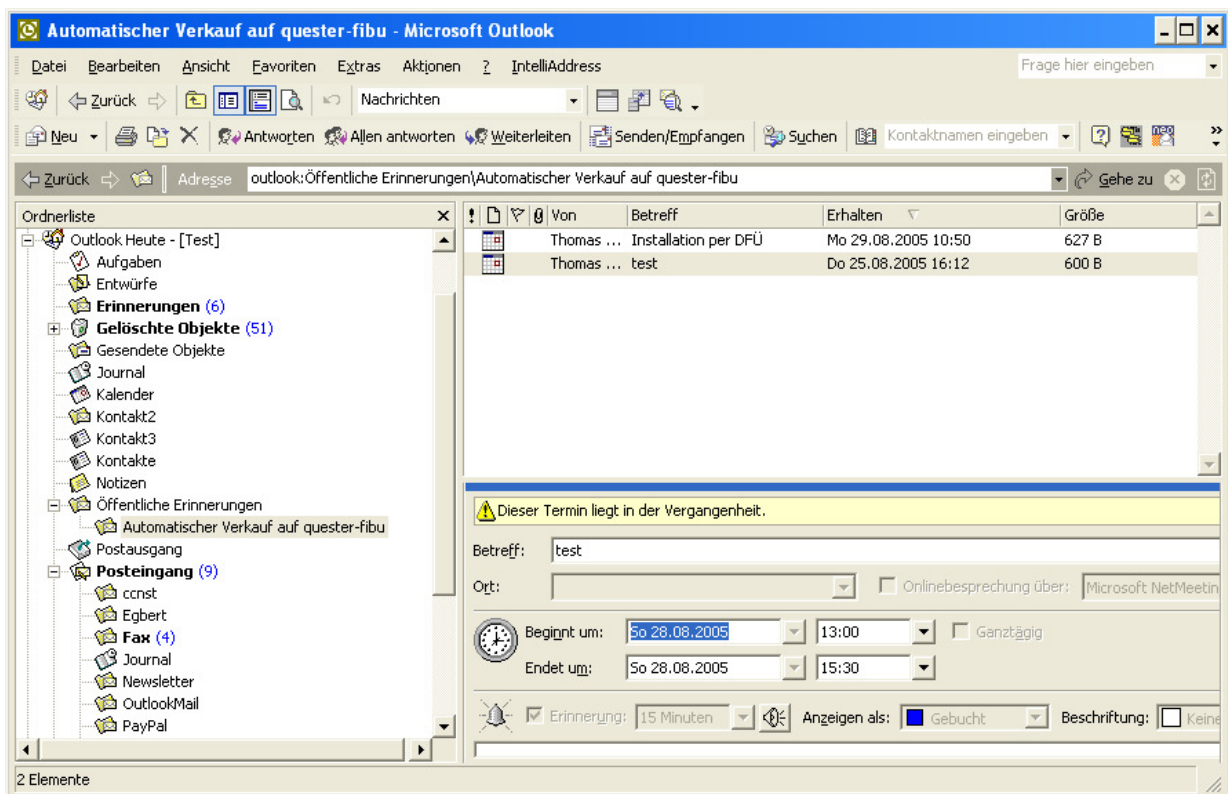 Automatischer Verkauf auf quester-fibu - Microsoft Outlook
Datei Bearbeiten Ansicht Favoriten Extras Aktionen ? IntelliAddress Frage hier eingeben
Zurück Nachrichten
Neu Antworten Allen antworten Weiterleiten Senden/Empfangen Suchen Kontaktnamen eingeben
Zurück Adresse outlook:Öffentliche Erinnerungen\Automatischer Verkauf auf quester-fibu Gehe zu
Ordnerliste
Outlook Heute - [Test]
Aufgaben
Entwürfe
Erinnerungen (6)
Gelöschte Objekte (51)
Gesendete Objekte
Journal
Kalender
Kontakt2
Kontakt3
Kontakte
Notizen
Öffentliche Erinnerungen
Automatischer Verkauf auf quester-fibu
Postausgang
Posteingang (9)
ccnst
Egbert
Fax (4)
Journal
Newsletter
OutlookMail
PayPal
Von Betreff Erhalten Größe
Thomas ... Installation per DFÜ Mo 29.08.2005 10:50 627 B
Thomas ... test Do 25.08.2005 16:12 600 B
Dieser Termin liegt in der Vergangenheit.
Betreff: test
Ort: Onlinebesprechung über: Microsoft NetMeetin
Beginnt um: So 28.08.2005 13:00 Ganztägig
Endet um: So 28.08.2005 15:30
Erinnerung: 15 Minuten Anzeigen als: Gebucht Beschriftung: Keine
2 Elemente